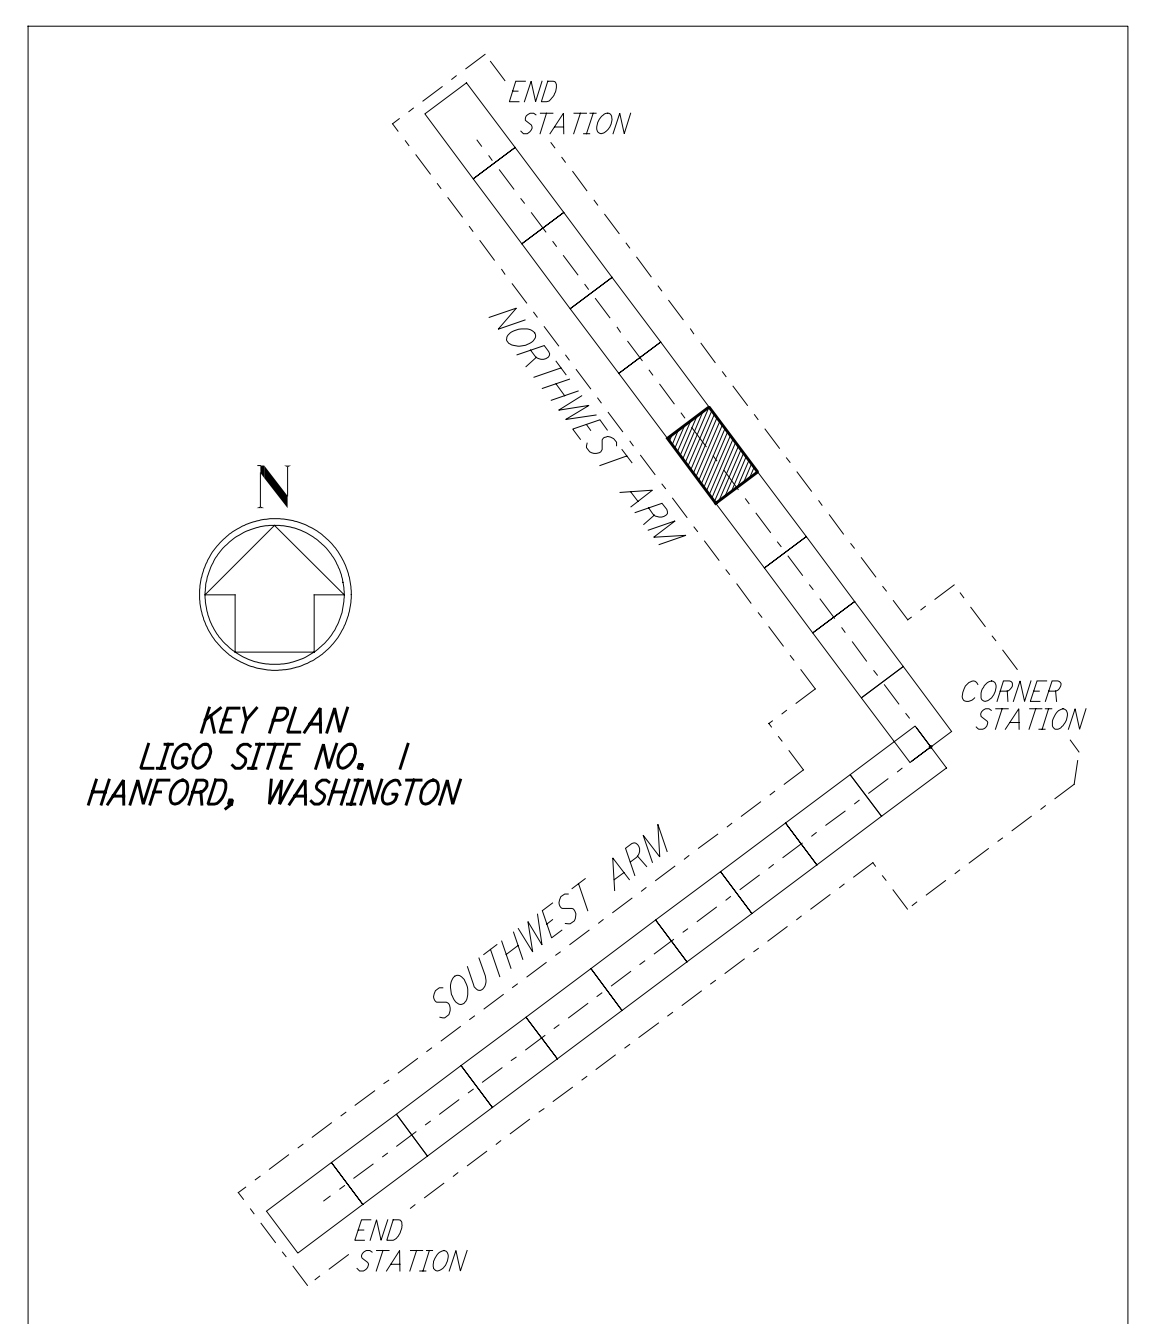 END
STATION
NORTHWEST ARM
N
CORNER
STATION
KEY PLAN
LIGO SITE NO. 1
HANFORD, WASHINGTON
SOUTHWEST ARM
END
STATION